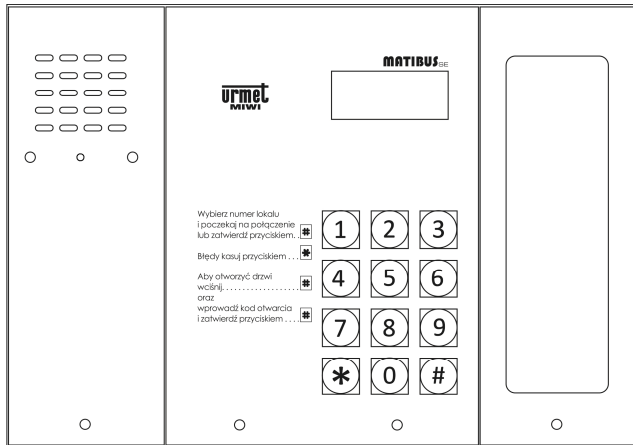 MATIBUS SE
urmet
MIWI
Wybierz numer lokalu
i poczekaj na połączenie
lub zatwierdź przyciskiem. . #
Błędy kasuj przyciskiem . . . *
Aby otworzyć drzwi
wciśnij. . . . . . . . . . . . . . . . . . #
oraz
wprowadź kod otwarcia
i zatwierdź przyciskiem . . . . #
1 2 3
4 5 6
7 8 9
* 0 #